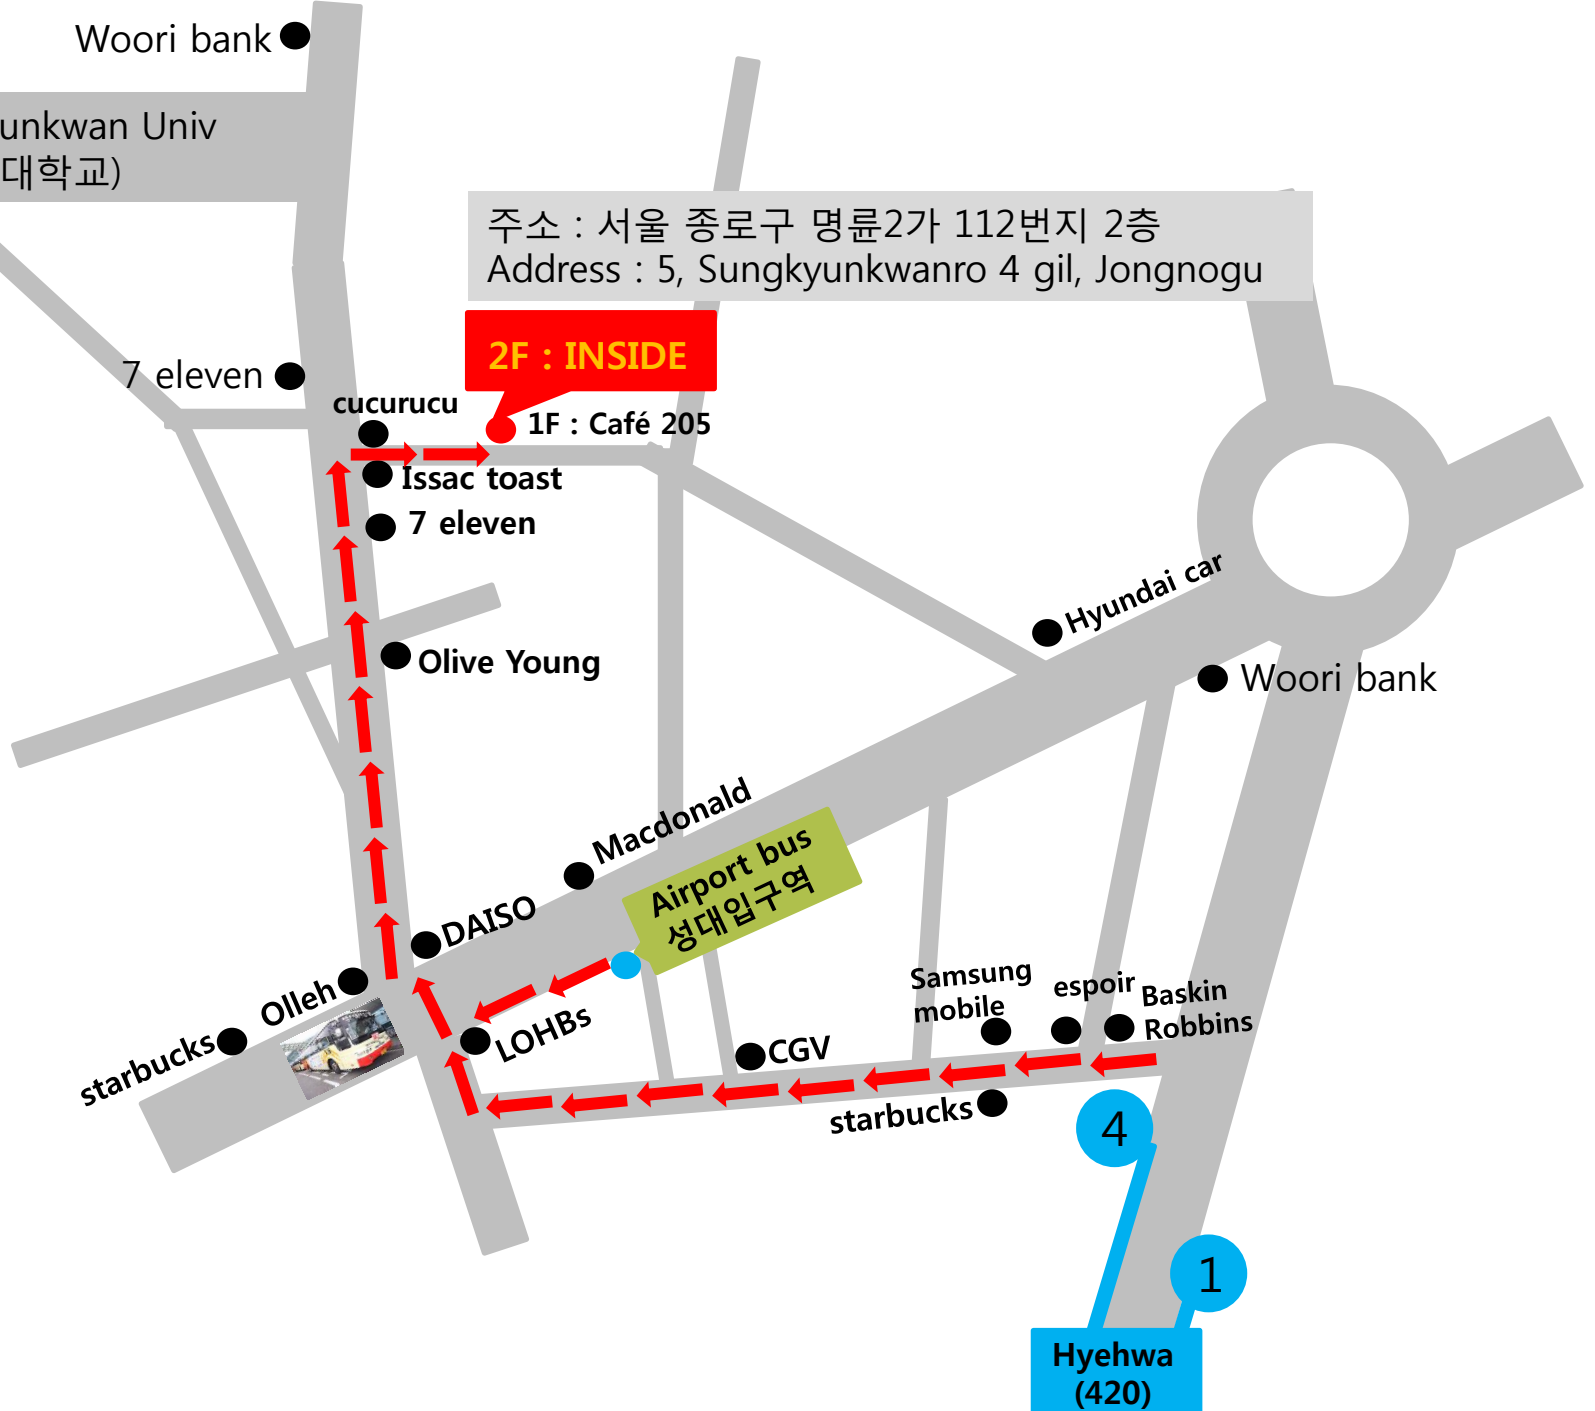 Woori bank
unkwan Univ
대학교)
주소 : 서울 종로구 명륜2가 112번지 2층
Address : 5, Sungkyunkwanro 4 gil, Jongnogu
2F : INSIDE
7 eleven
cucurucu
1F : Café 205
Issac toast
7 eleven
Hyundai car
Olive Young
Woori bank
Macdonald
Airport bus
성대입구역
DAISO
Olleh
starbucks
LOHBs
CGV
Samsung
mobile
espoir
Baskin
Robbins
starbucks
4
1
Hyehwa
(420)